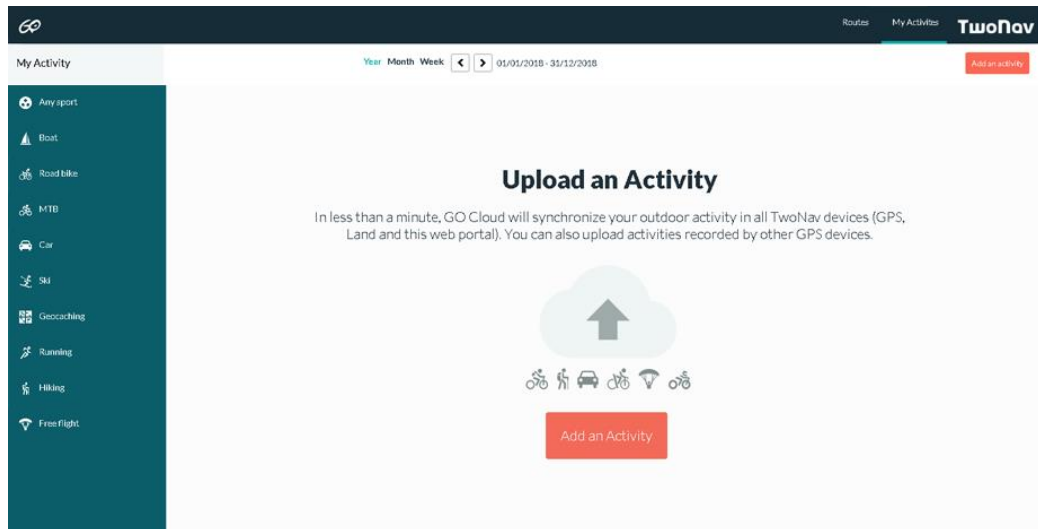 GO
Routes
My Activites
TwoNav
My Activity
Year Month Week 01/01/2018 - 31/12/2018
Add an activity
Any sport
Boat
Road bike
MTB
Car
Ski
Geocaching
Running
Hiking
Free flight
Upload an Activity
In less than a minute, GO Cloud will synchronize your outdoor activity in all TwoNav devices (GPS,
Land and this web portal). You can also upload activities recorded by other GPS devices.
Add an Activity